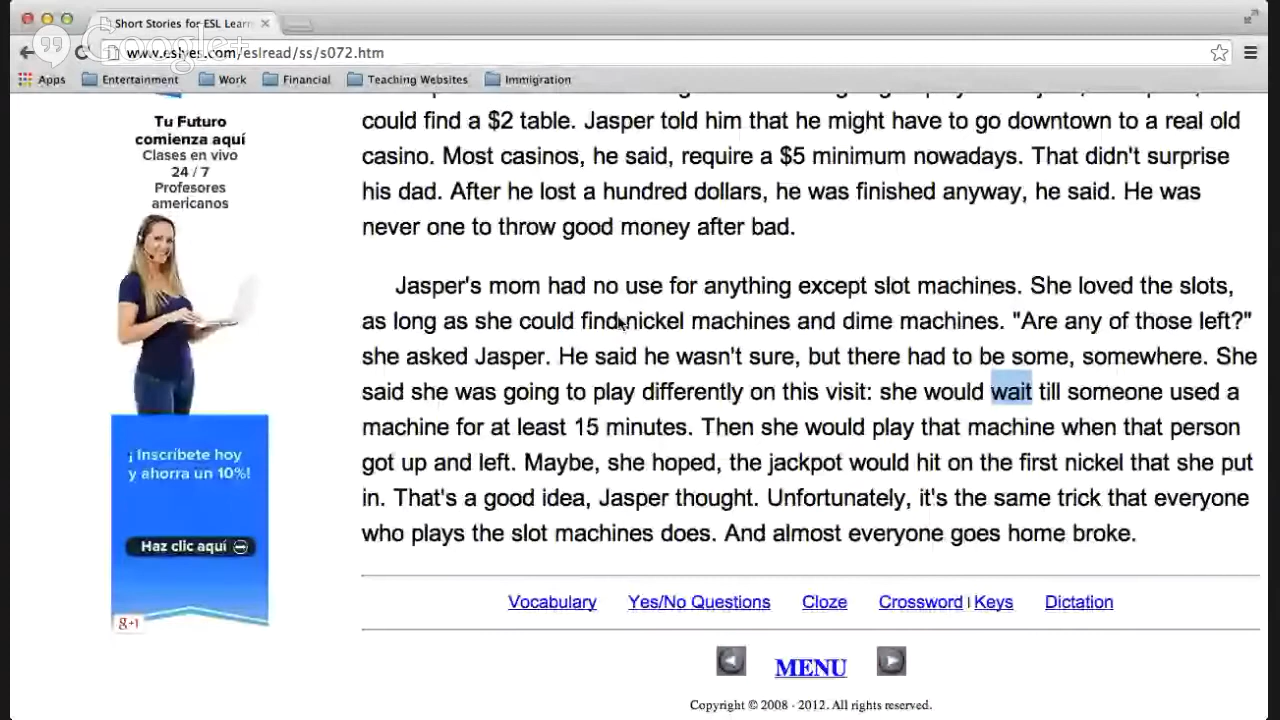 Short Stories for ESL Learn
Google+
www.eslyes.com/eslread/ss/s072.htm
Apps Entertainment Work Financial Teaching Websites Immigration
Tu Futuro
comienza aquí
Clases en vivo
24 / 7
Profesores
americanos
¡ Inscríbete hoy
y ahorra un 10%!
Haz clic aquí
g+1
could find a $2 table. Jasper told him that he might have to go downtown to a real old
casino. Most casinos, he said, require a $5 minimum nowadays. That didn't surprise
his dad. After he lost a hundred dollars, he was finished anyway, he said. He was
never one to throw good money after bad.
Jasper's mom had no use for anything except slot machines. She loved the slots,
as long as she could find nickel machines and dime machines. "Are any of those left?"
she asked Jasper. He said he wasn't sure, but there had to be some, somewhere. She
said she was going to play differently on this visit: she would wait till someone used a
machine for at least 15 minutes. Then she would play that machine when that person
got up and left. Maybe, she hoped, the jackpot would hit on the first nickel that she put
in. That's a good idea, Jasper thought. Unfortunately, it's the same trick that everyone
who plays the slot machines does. And almost everyone goes home broke.
Vocabulary Yes/No Questions Cloze Crossword | Keys Dictation
MENU
Copyright © 2008 - 2012. All rights reserved.